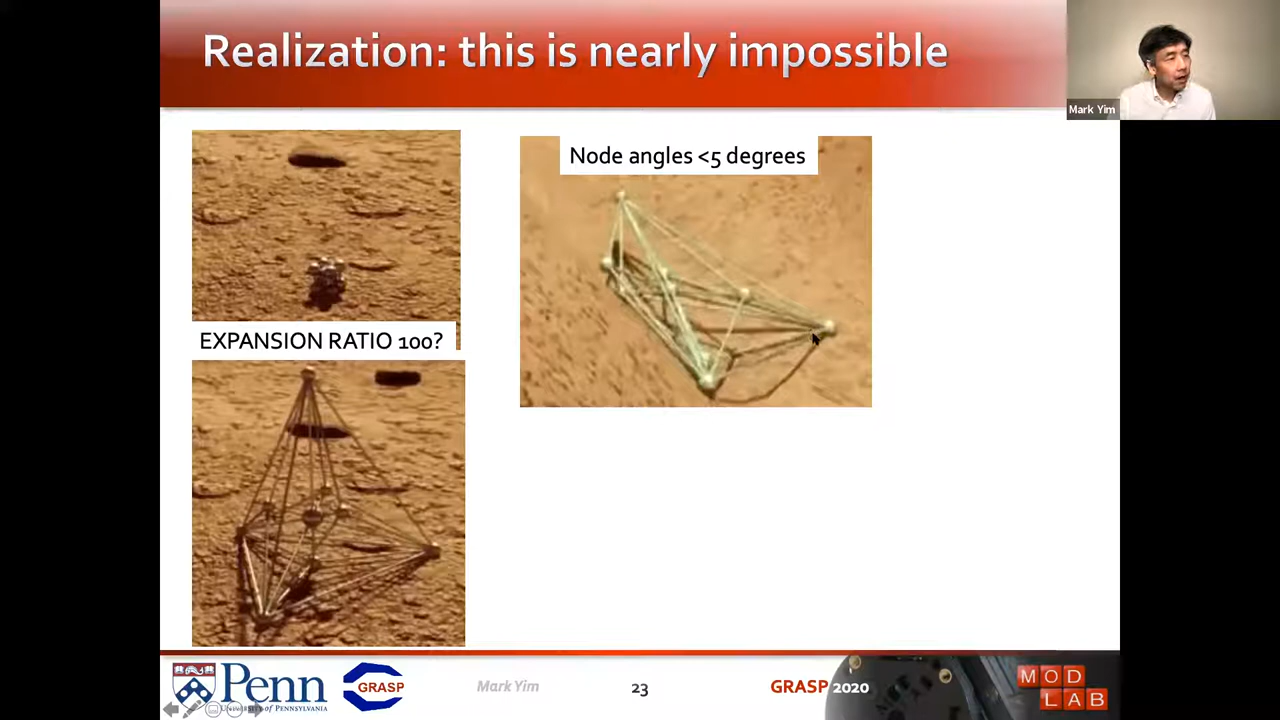 Realization: this is nearly impossible
Mark Yim
Node angles <5 degrees
EXPANSION RATIO 100?
Penn
UNIVERSITY OF PENNSYLVANIA
GRASP
Mark Yim
23
GRASP 2020
MOD
LAB